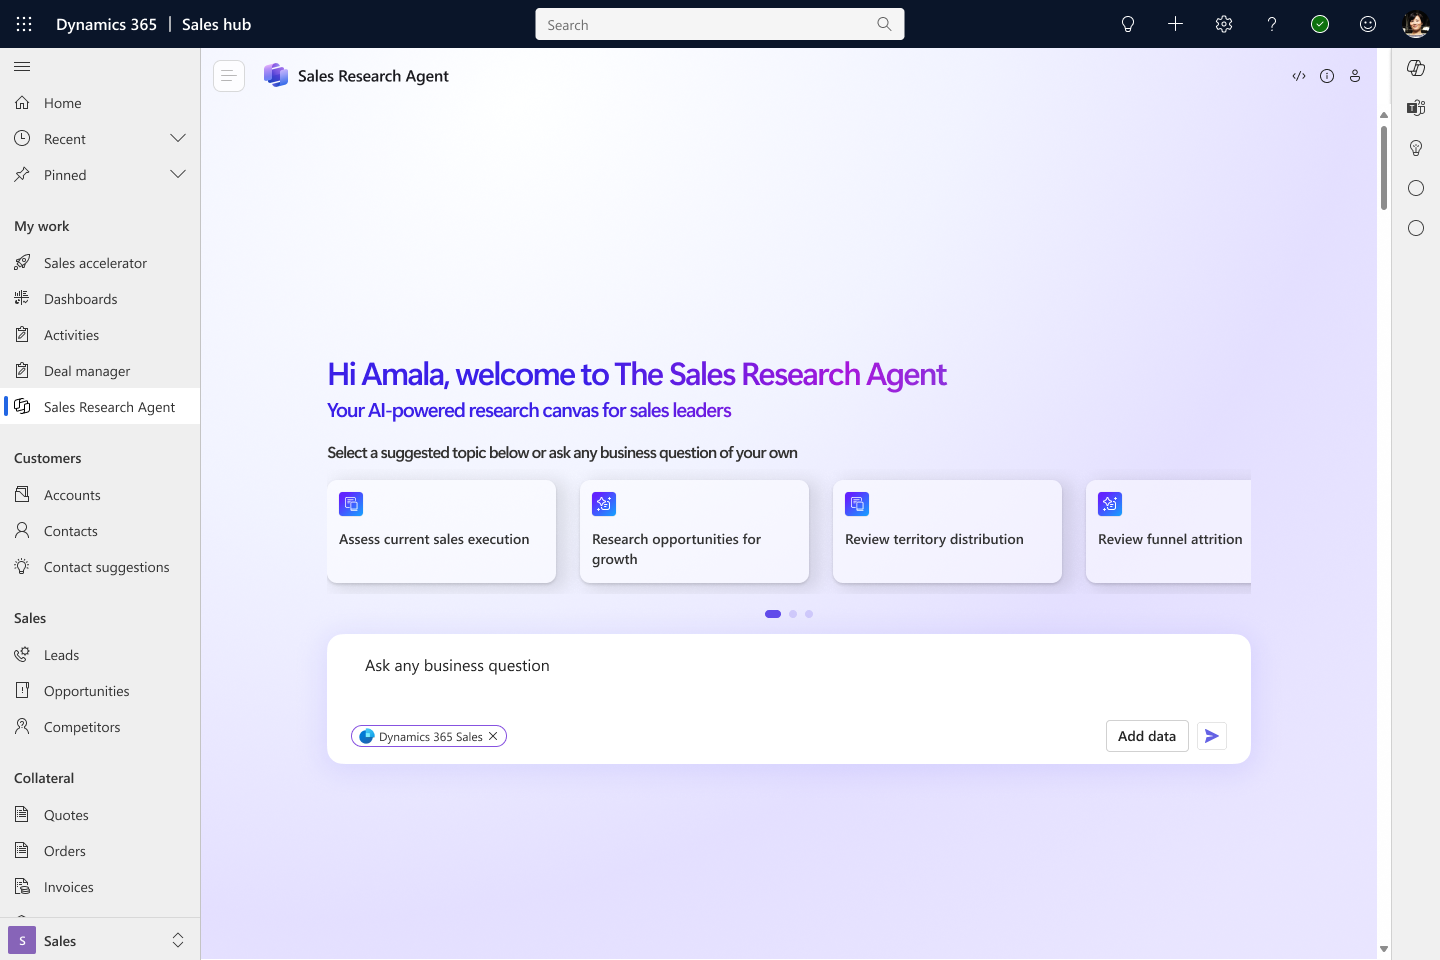 Dynamics 365 | Sales hub
Search
Home
Recent
Pinned
My work
Sales accelerator
Dashboards
Activities
Deal manager
Sales Research Agent
Customers
Accounts
Contacts
Contact suggestions
Sales
Leads
Opportunities
Competitors
Collateral
Quotes
Orders
Invoices
S Sales
Sales Research Agent
Hi Amala, welcome to The Sales Research Agent
Your AI-powered research canvas for sales leaders
Select a suggested topic below or ask any business question of your own
Assess current sales execution
Research opportunities for
growth
Review territory distribution
Review funnel attrition
Ask any business question
Dynamics 365 Sales
Add data